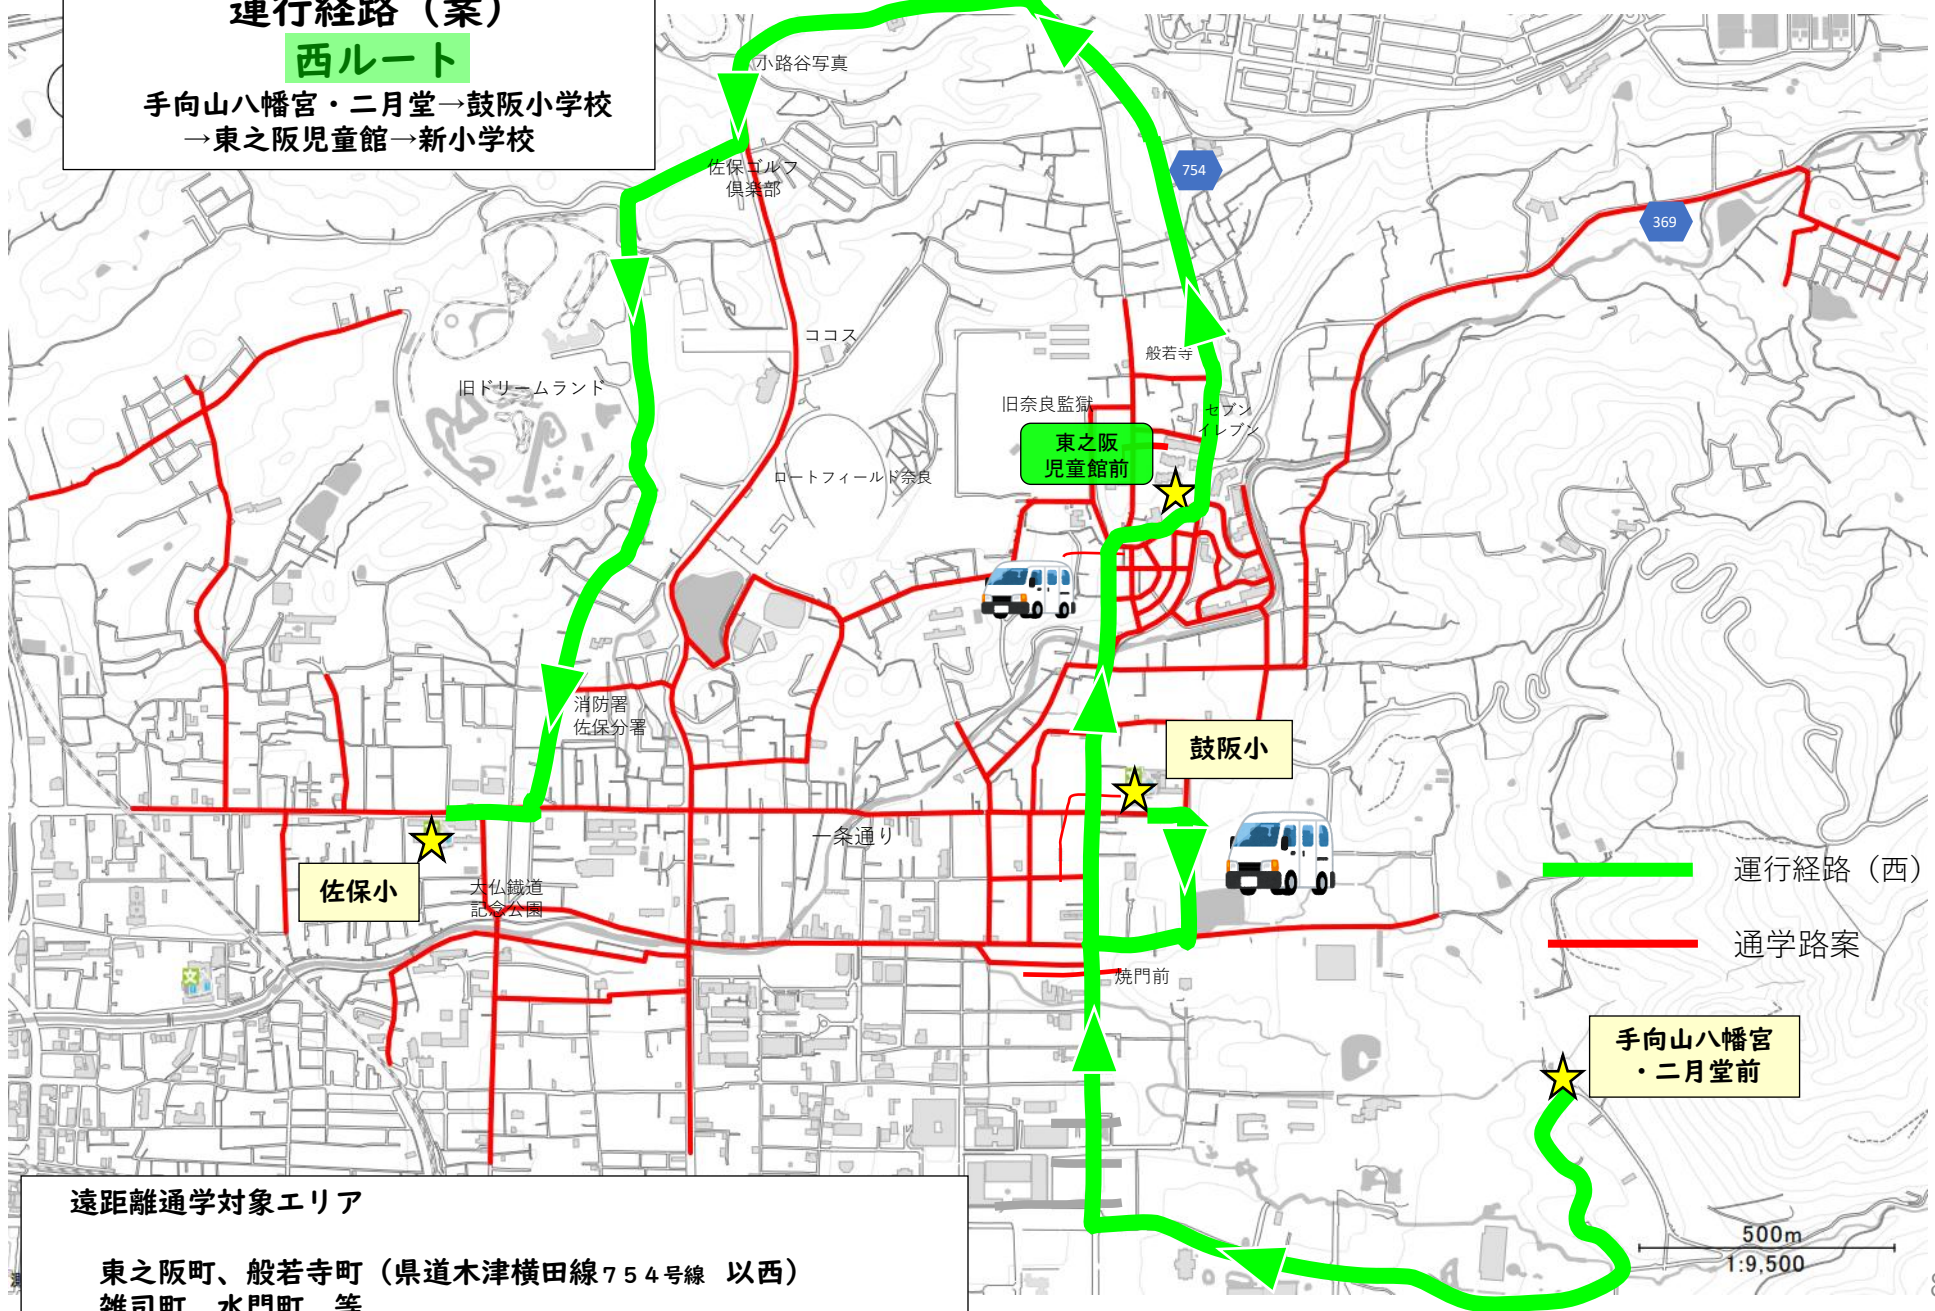 運行経路（案）
西ルート
手向山八幡宮・二月堂→鼓阪小学校
→東之阪児童館→新小学校
小路谷写真
佐保ゴルフ
倶楽部
754
369
ココス
般若寺
旧ドリームランド
旧奈良監獄
セブン
イレブン
東之阪
児童館前
ロートフィールド奈良
消防署
佐保分署
鼓阪小
一条通り
佐保小
大仏鐵道
記念公園
運行経路（西）
通学路案
焼門前
手向山八幡宮
・二月堂前
500m
1:9,500
遠距離通学対象エリア
東之阪町、般若寺町（県道木津横田線７５４号線 以西）
雑司町、水門町 等